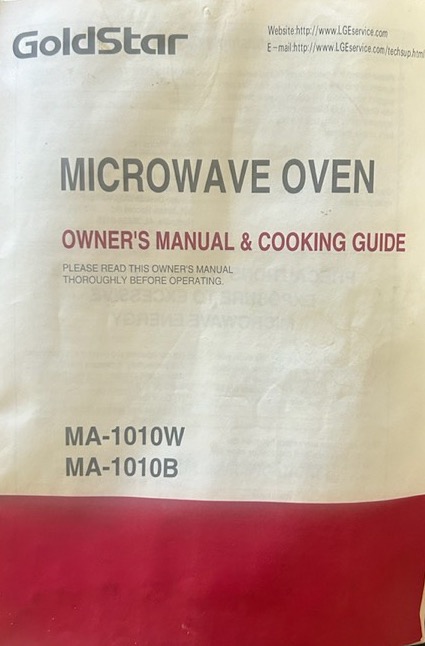 GoldStar
Website:http://www.LGEservice.com
E-mail:http://www.LGEservice.com/techsup.html
MICROWAVE OVEN
OWNER'S MANUAL & COOKING GUIDE
PLEASE READ THIS OWNER'S MANUAL
THOROUGHLY BEFORE OPERATING.
MA-1010W
MA-1010B